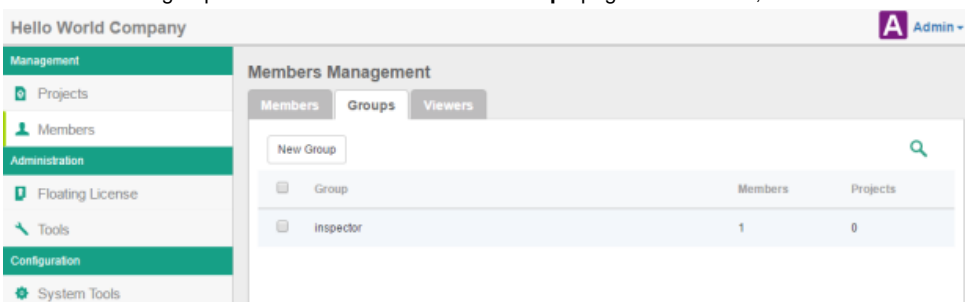 Hello World Company
A Admin
Management
Projects
Members
Administration
Floating License
Tools
Configuration
System Tools
Members Management
Members Groups Viewers
New Group
Group Members Projects
inspector 1 0